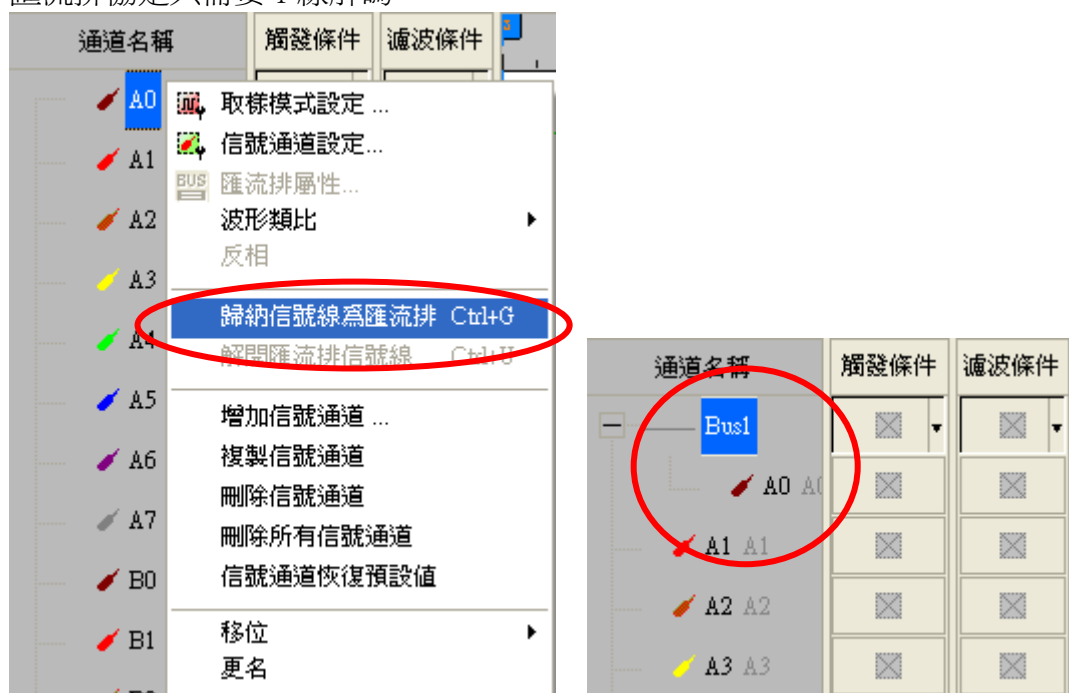 通道名稱 觸發條件 濾波條件
A0
A1
A2
A3
A4
A5
A6
A7
B0
B1
取樣模式設定 ...
信號通道設定...
BUS 匯流排屬性...
波形類比
反相
歸納信號線為匯流排 Ctrl+G
解開匯流排信號線 Ctrl+U
增加信號通道 ...
複製信號通道
刪除信號通道
刪除所有信號通道
信號通道恢復預設值
移位
更名
通道名稱 觸發條件 濾波條件
Bus1
A0 A0
A1 A1
A2 A2
A3 A3